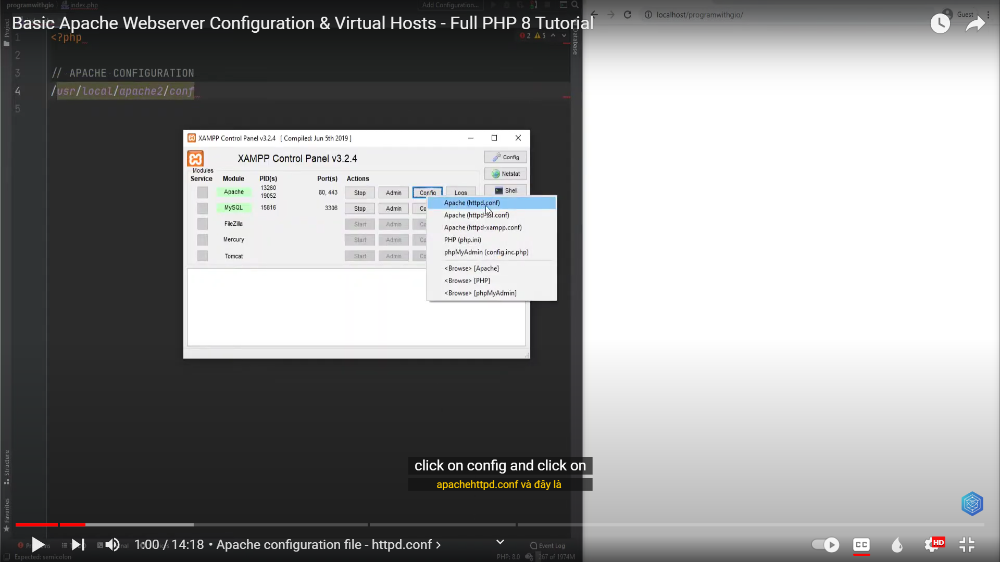 programwithgio
index.php
Add Configuration...
localhost/programwithgio/
Guest
Basic Apache Webserver Configuration & Virtual Hosts - Full PHP 8 Tutorial
Project
Database
2
5
1 <?php
2
3 // APACHE CONFIGURATION
4 /usr/local/apache2/conf
5
XAMPP Control Panel v3.2.4 [ Compiled: Jun 5th 2019 ]
XAMPP Control Panel v3.2.4
Config
Netstat
Shell
Modules
Service Module PID(s) Port(s) Actions
Apache 13260 19052 80, 443 Stop Admin Config Logs
MySQL 15816 3306 Stop Admin Co
FileZilla Start Admin Co
Mercury Start Admin Co
Tomcat Start Admin Co
Apache (httpd.conf)
Apache (httpd-ssl.conf)
Apache (httpd-xampp.conf)
PHP (php.ini)
phpMyAdmin (config.inc.php)
<Browse> [Apache]
<Browse> [PHP]
<Browse> [phpMyAdmin]
Structure
Favorites
click on config and click on
apachehttpd.conf và đây là
1:00 / 14:18 • Apache configuration file - httpd.conf
CC
HD
Event Log
Expected: semicolon
PHP: 8.0
267 of 1974M